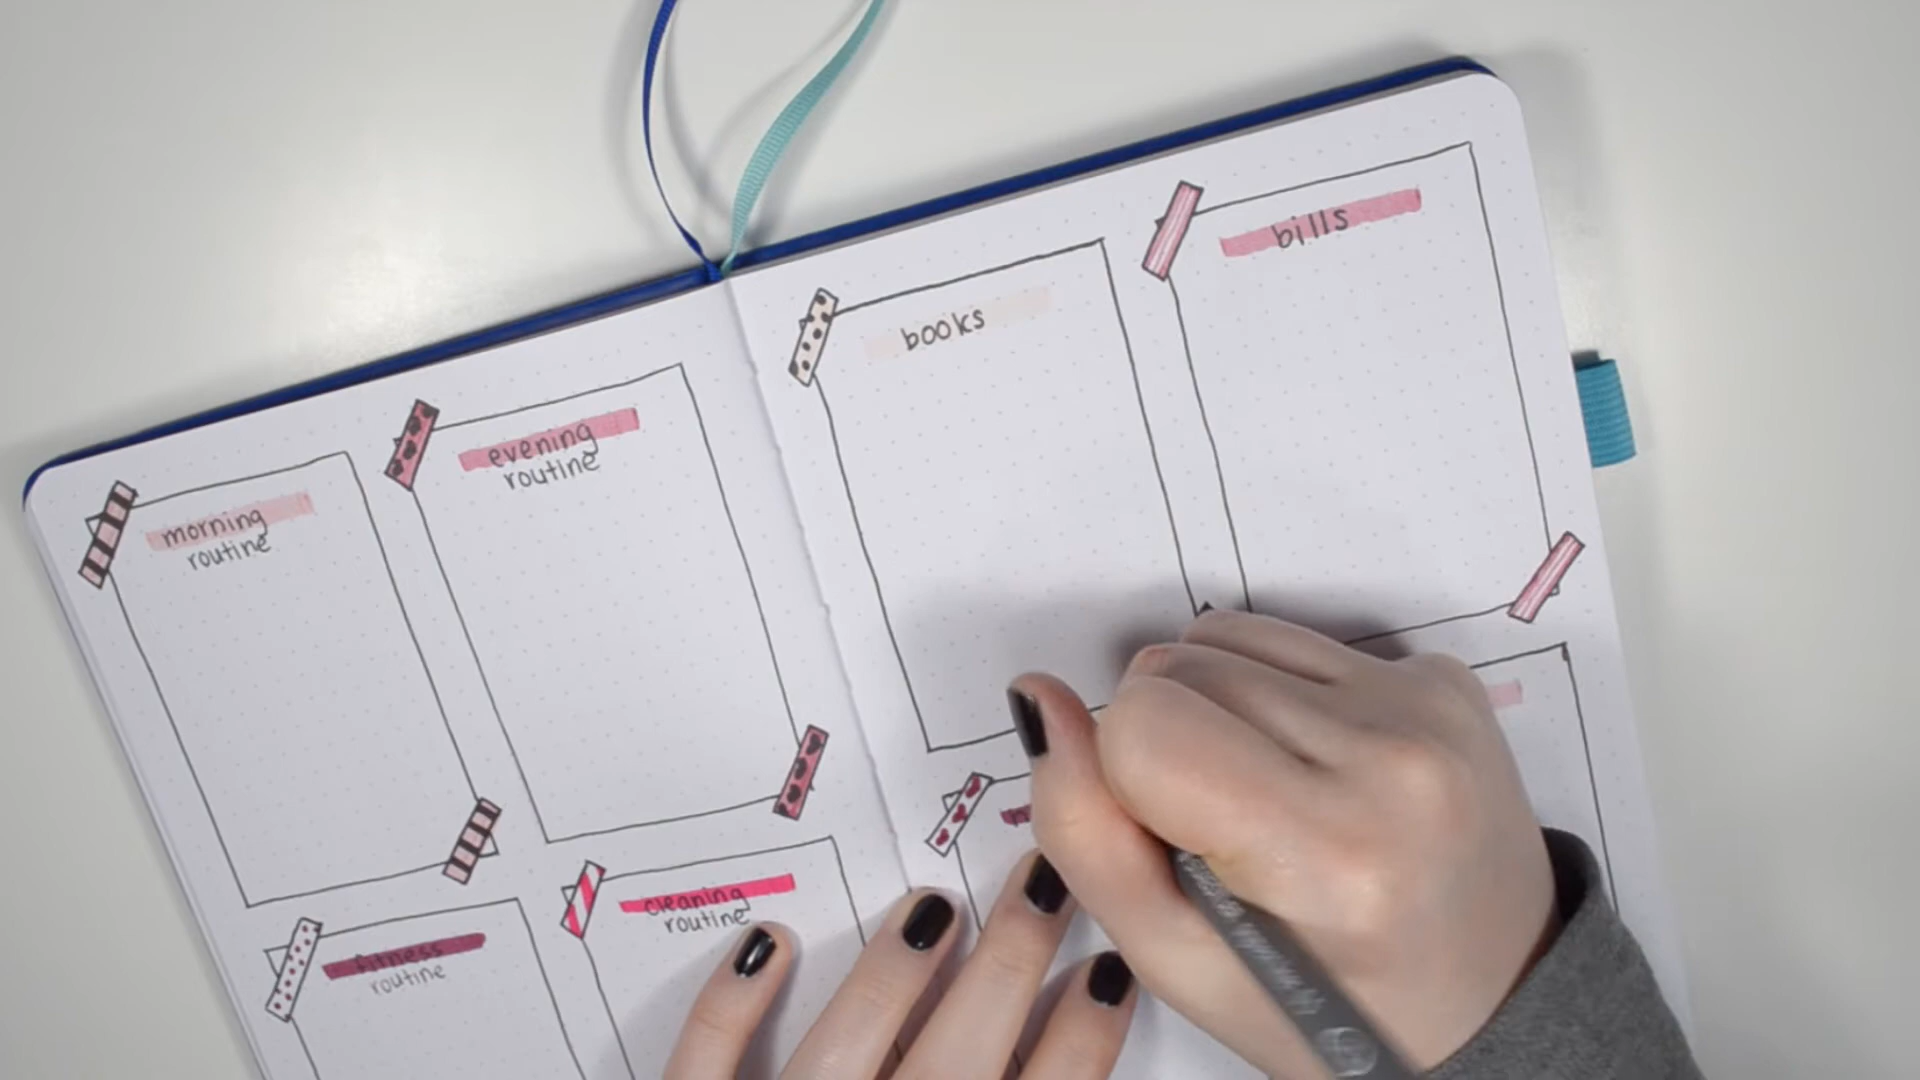 morning
routine
evening
routine
fitness
routine
cleaning
routine
books
bills